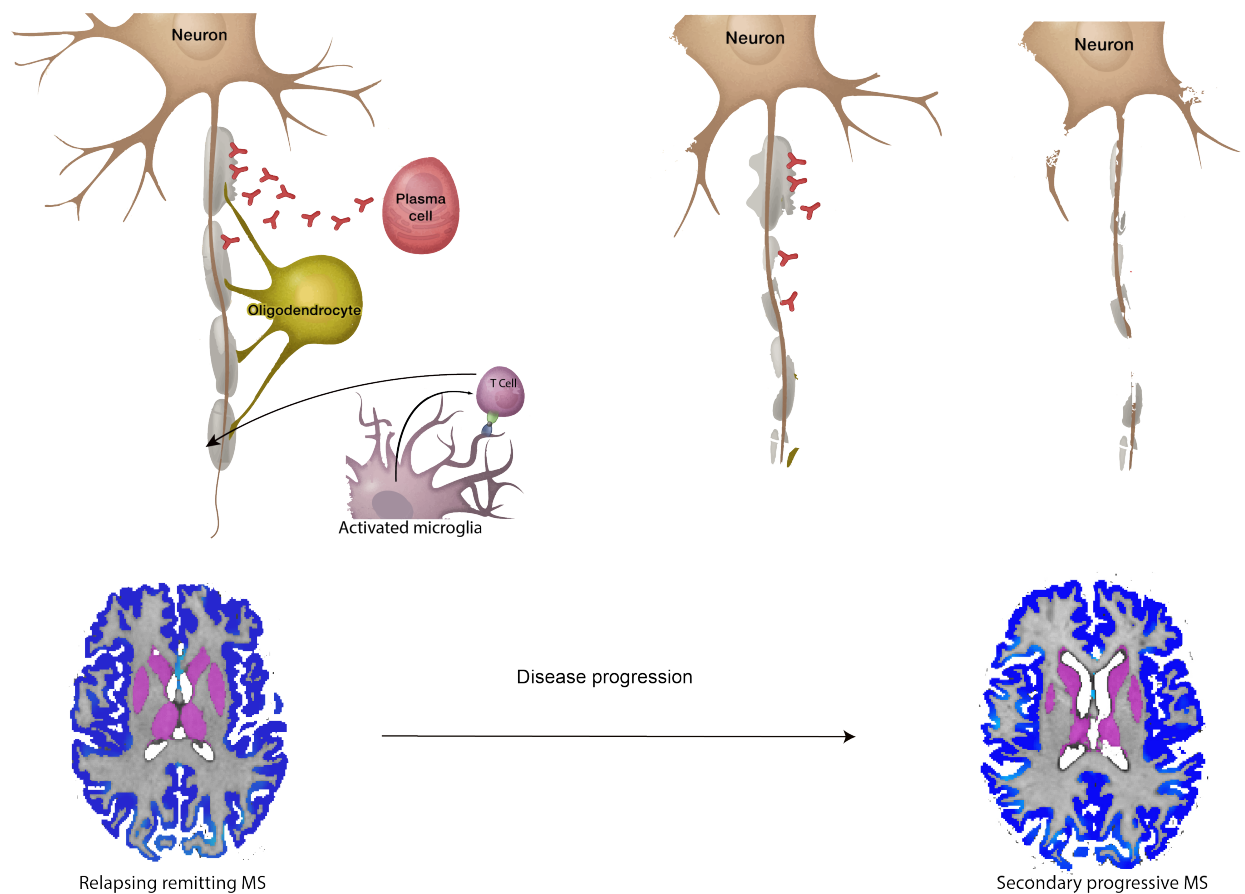 Neuron
Neuron
Neuron
Plasma
cell
Oligodendrocyte
T Cell
Activated microglia
Disease progression
Relapsing remitting MS
Secondary progressive MS